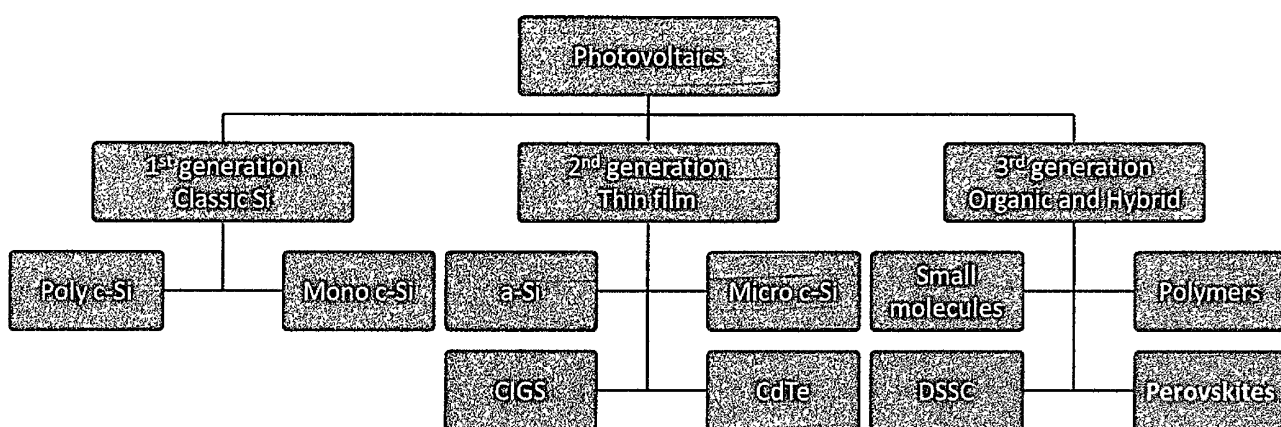 Photovoltaics
1st generation
Classic Si
2nd generation
Thin film
3rd generation
Organic and Hybrid
Poly c-Si
Mono c-Si
a-Si
Micro c-Si
Small
molecules
Polymers
CIGS
CdTe
DSSC
Perovskites